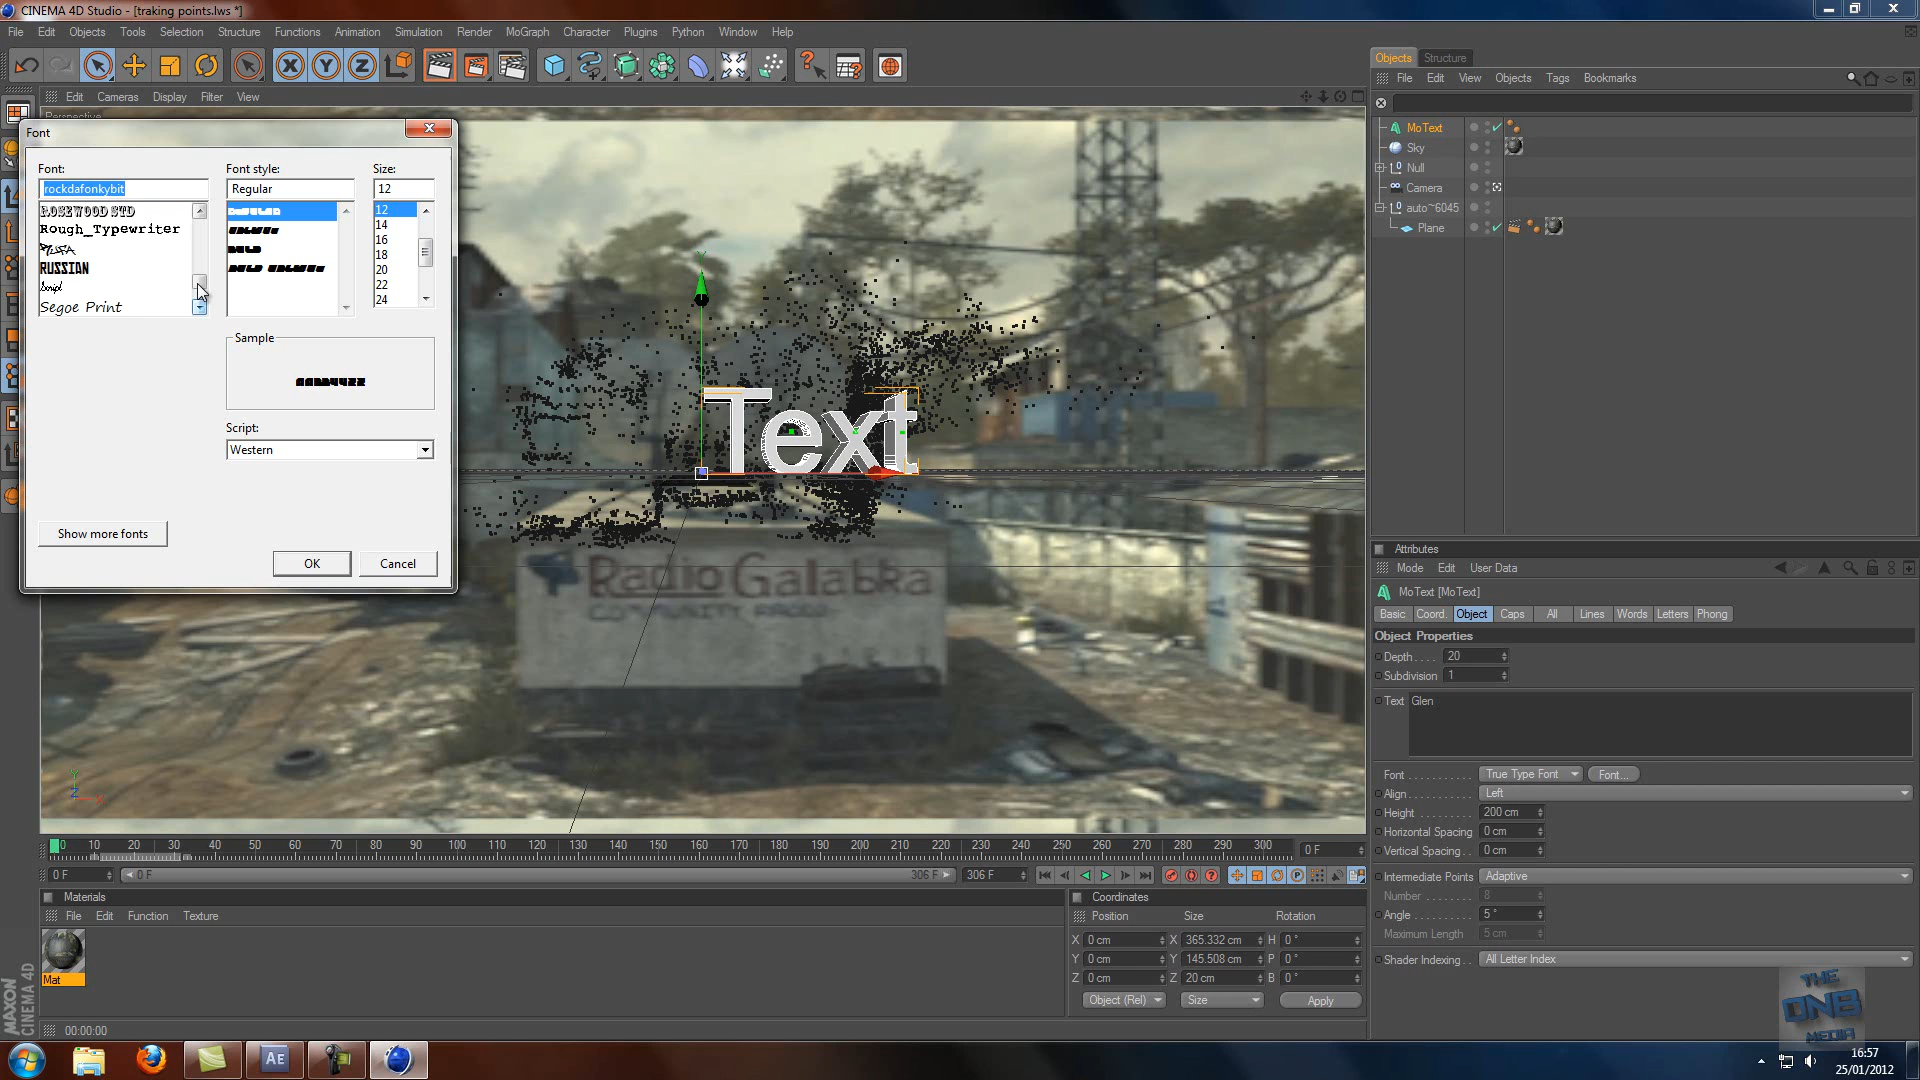 CINEMA 4D Studio - [traking points.lws *]
File Edit Objects Tools Selection Structure Functions Animation Simulation Render MoGraph Character Plugins Python Window Help
Edit Cameras Display Filter View
Perspective
Font
Font: Font style: Size:
rockdafonkybit Regular 12
ROSEWOOD STD
Rough_Typewriter
RUSSIAN
Script
Segoe Print
12
14
16
18
20
22
24
Sample
Script:
Western
Show more fonts
OK Cancel
Text
Radio Galabka
Objects Structure
File Edit View Objects Tags Bookmarks
MoText
Sky
Null
Camera
auto~6045
Plane
Attributes
Mode Edit User Data
MoText [MoText]
Basic Coord. Object Caps All Lines Words Letters Phong
Object Properties
Depth.... 20
Subdivision 1
Text Glen
Font True Type Font Font...
Align Left
Height 200 cm
Horizontal Spacing 0 cm
Vertical Spacing.. 0 cm
Intermediate Points Adaptive
Number 8
Angle 5 °
Maximum Length 5 cm
Shader Indexing.. All Letter Index
0 10 20 30 40 50 60 70 80 90 100 110 120 130 140 150 160 170 180 190 200 210 220 230 240 250 260 270 280 290 300 0 F
0 F 0 F 306 F 306 F
Materials
File Edit Function Texture
Mat
Coordinates
Position Size Rotation
X 0 cm X 365.332 cm H 0 °
Y 0 cm Y 145.508 cm P 0 °
Z 0 cm Z 20 cm B 0 °
Object (Rel) Size Apply
MAXON
CINEMA 4D
00:00:00
THE
DNB
MEDIA
Ae
16:57
25/01/2012